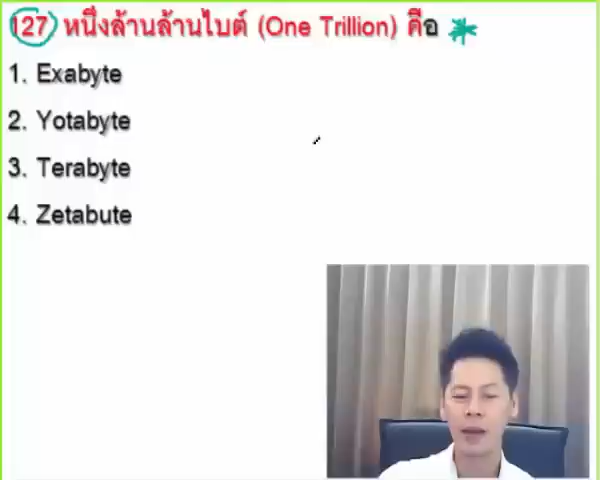 127 หนึ่งล้านล้านไบต์ (One Trillion) คือ
1. Exabyte
2. Yotabyte
3. Terabyte
4. Zetabute